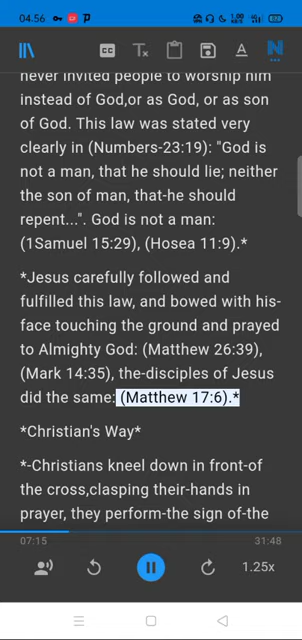 04.56
1.00
KB/s
4G
never invited people to worship him
instead of God,or as God, or as son
of God. This law was stated very
clearly in (Numbers-23:19): "God is
not a man, that he should lie; neither
the son of man, that-he should
repent...". God is not a man:
(1Samuel 15:29), (Hosea 11:9).*
*Jesus carefully followed and
fulfilled this law, and bowed with his-
face touching the ground and prayed
to Almighty God: (Matthew 26:39),
(Mark 14:35), the-disciples of Jesus
did the same: (Matthew 17:6).*
*Christian's Way*
*-Christians kneel down in front-of
the cross,clasping their-hands in
prayer, they perform-the sign of-the
07:15
31:48
1.25x